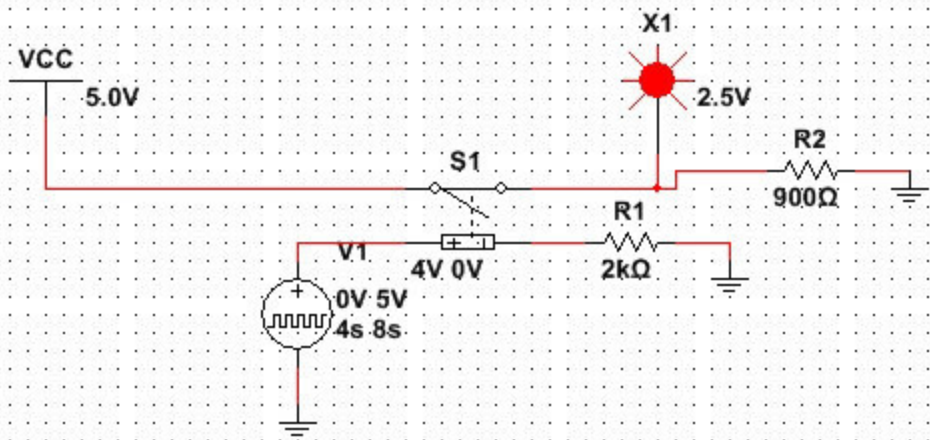 X1
VCC
5.0V
2.5V
R2
S1
900Ω
R1
V1
4V 0V
2kΩ
0V 5V
4s 8s